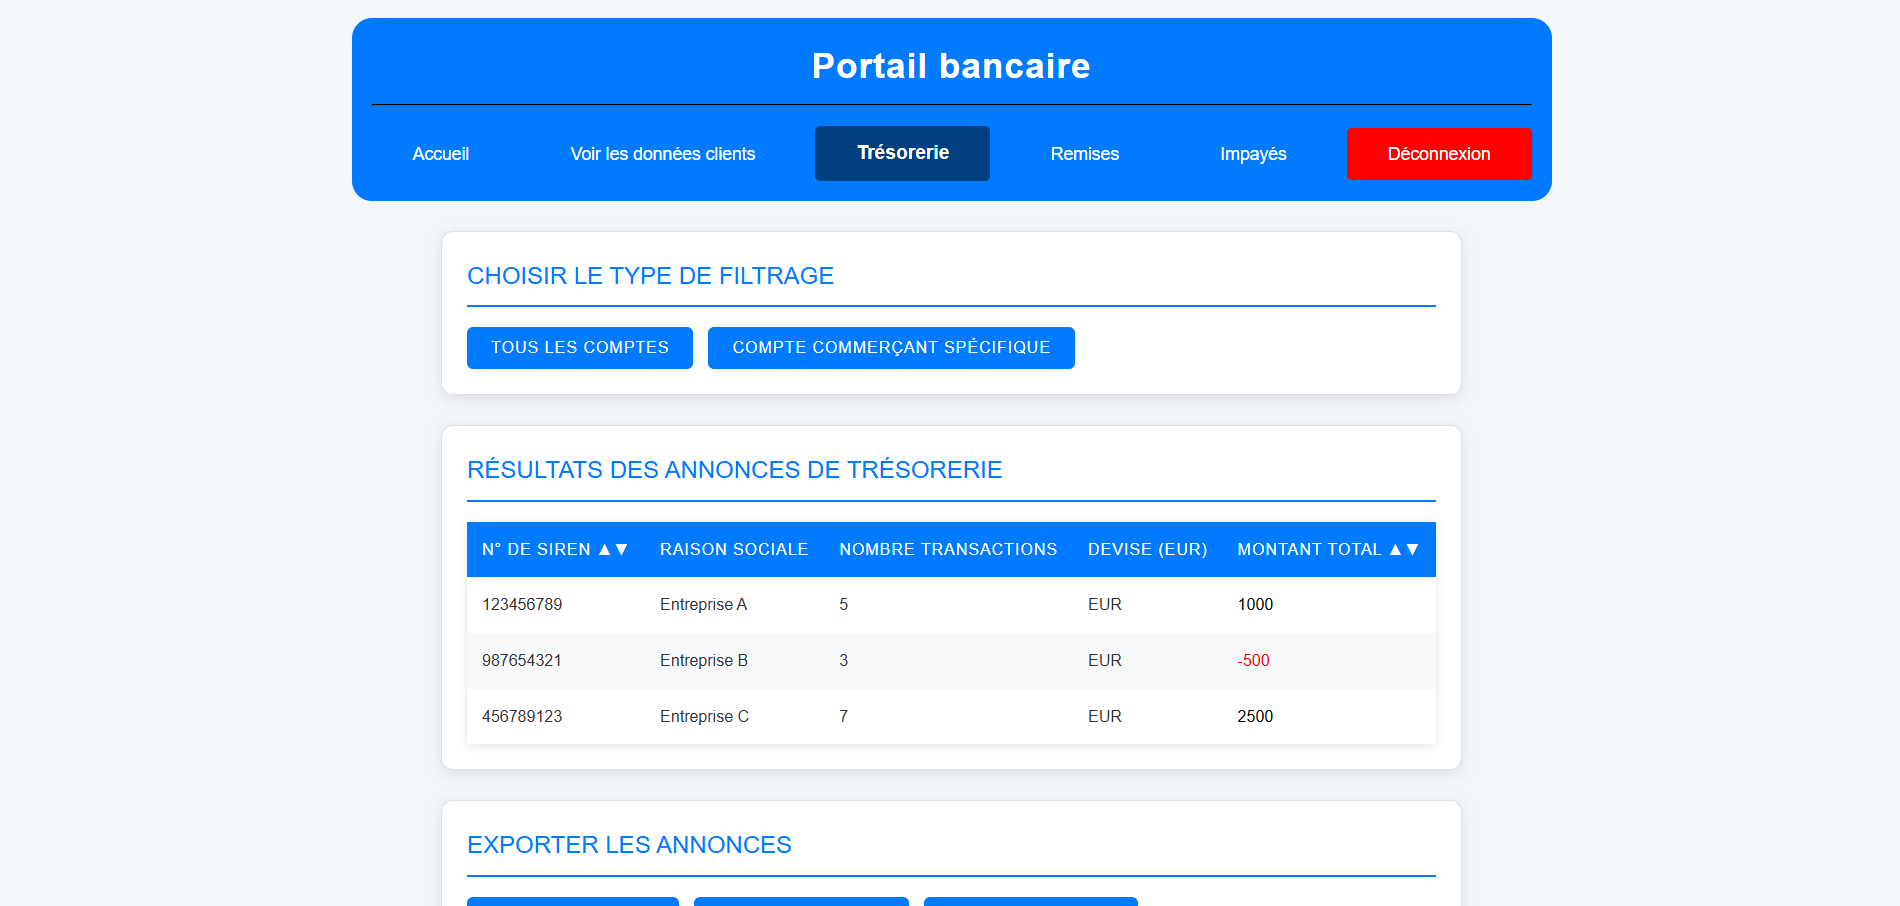 Portail bancaire
Accueil Voir les données clients Trésorerie Remises Impayés Déconnexion
CHOISIR LE TYPE DE FILTRAGE
TOUS LES COMPTES COMPTE COMMERÇANT SPÉCIFIQUE
RÉSULTATS DES ANNONCES DE TRÉSORERIE
N° DE SIREN ▲▼ RAISON SOCIALE NOMBRE TRANSACTIONS DEVISE (EUR) MONTANT TOTAL ▲▼
123456789 Entreprise A 5 EUR 1000
987654321 Entreprise B 3 EUR -500
456789123 Entreprise C 7 EUR 2500
EXPORTER LES ANNONCES